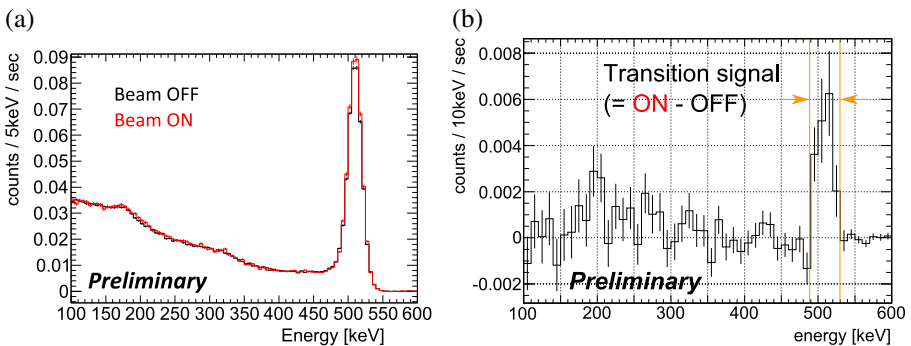 (a)
counts / 5keV / sec
0.09
0.08
0.07
0.06
0.05
0.04
0.03
0.02
0.01
0
Beam OFF
Beam ON
Preliminary
100 150 200 250 300 350 400 450 500 550 600
Energy [keV]
(b)
counts / 10keV / sec
0.008
0.006
0.004
0.002
0
-0.002
Transition signal
(= ON - OFF)
Preliminary
100 200 300 400 500 600
energy [keV]